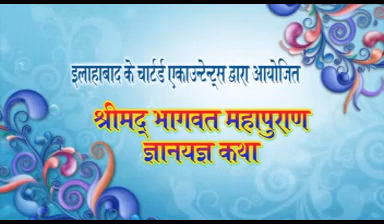 इलाहाबाद के चार्टर्ड एकाउन्टेन्ट्स द्वारा आयोजित
श्रीमद् भागवत महापुराण
ज्ञानयज्ञ कथा